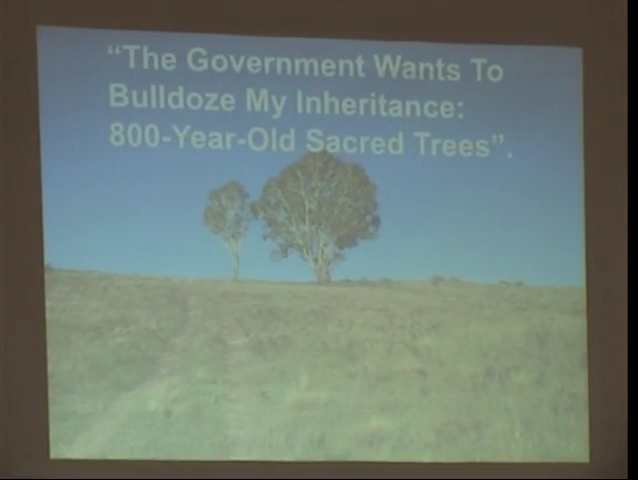 “The Government Wants To
Bulldoze My Inheritance:
800-Year-Old Sacred Trees”.